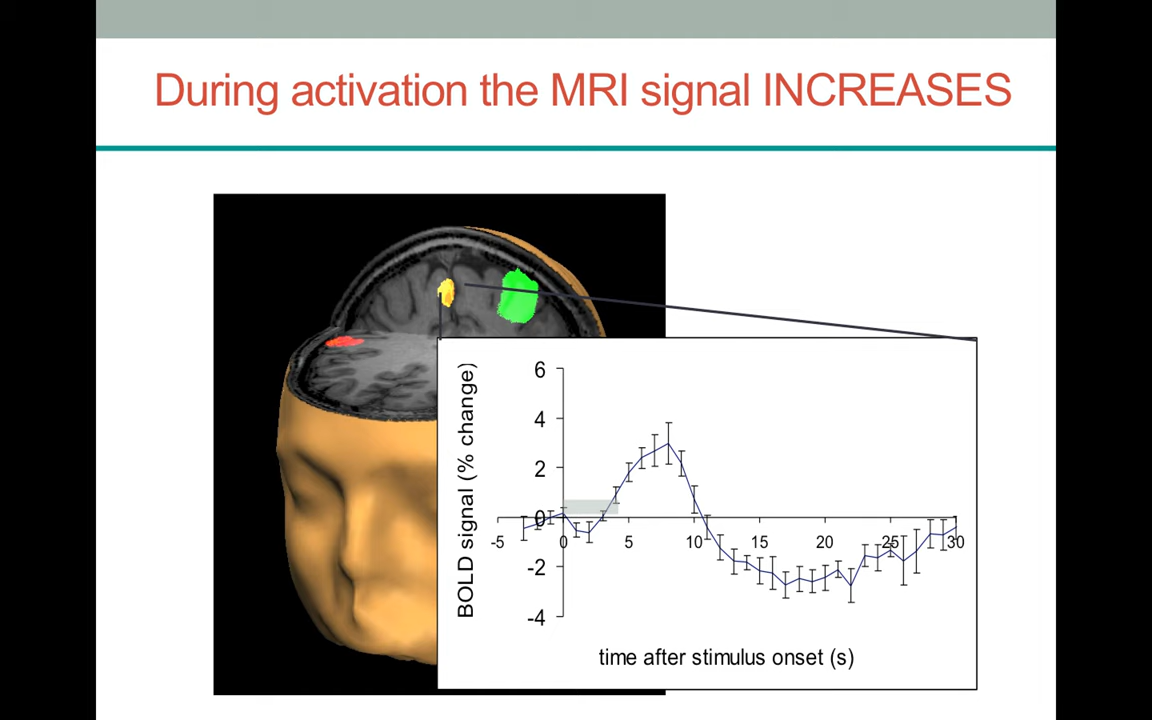 During activation the MRI signal INCREASES
BOLD signal (% change)
6
4
2
0
-2
-4
-5 0 5 10 15 20 25 30
time after stimulus onset (s)